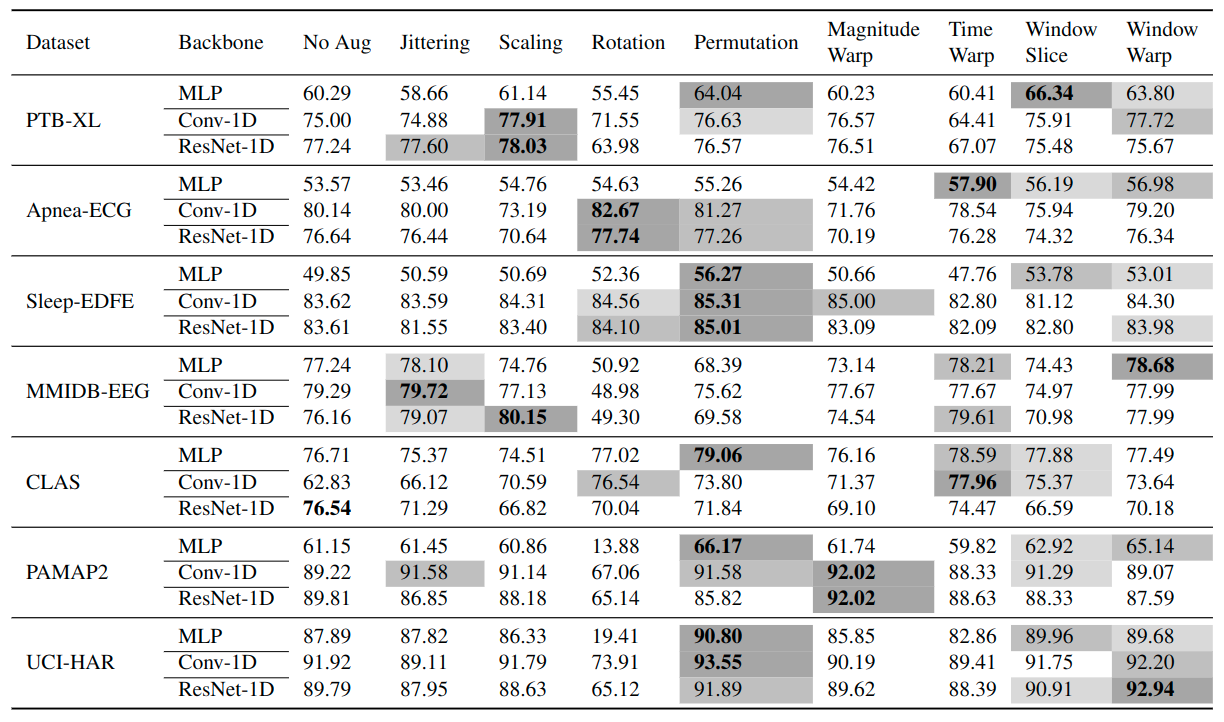 Dataset Backbone No Aug Jittering Scaling Rotation Permutation Magnitude Warp Time Warp Window Slice Window Warp
MLP 60.29 58.66 61.14 55.45 64.04 60.23 60.41 66.34 63.80
PTB-XL Conv-1D 75.00 74.88 77.91 71.55 76.63 76.57 64.41 75.91 77.72
ResNet-1D 77.24 77.60 78.03 63.98 76.57 76.51 67.07 75.48 75.67
MLP 53.57 53.46 54.76 54.63 55.26 54.42 57.90 56.19 56.98
Apnea-ECG Conv-1D 80.14 80.00 73.19 82.67 81.27 71.76 78.54 75.94 79.20
ResNet-1D 76.64 76.44 70.64 77.74 77.26 70.19 76.28 74.32 76.34
MLP 49.85 50.59 50.69 52.36 56.27 50.66 47.76 53.78 53.01
Sleep-EDFE Conv-1D 83.62 83.59 84.31 84.56 85.31 85.00 82.80 81.12 84.30
ResNet-1D 83.61 81.55 83.40 84.10 85.01 83.09 82.09 82.80 83.98
MLP 77.24 78.10 74.76 50.92 68.39 73.14 78.21 74.43 78.68
MMIDB-EEG Conv-1D 79.29 79.72 77.13 48.98 75.62 77.67 77.67 74.97 77.99
ResNet-1D 76.16 79.07 80.15 49.30 69.58 74.54 79.61 70.98 77.99
MLP 76.71 75.37 74.51 77.02 79.06 76.16 78.59 77.88 77.49
CLAS Conv-1D 62.83 66.12 70.59 76.54 73.80 71.37 77.96 75.37 73.64
ResNet-1D 76.54 71.29 66.82 70.04 71.84 69.10 74.47 66.59 70.18
MLP 61.15 61.45 60.86 13.88 66.17 61.74 59.82 62.92 65.14
PAMAP2 Conv-1D 89.22 91.58 91.14 67.06 91.58 92.02 88.33 91.29 89.07
ResNet-1D 89.81 86.85 88.18 65.14 85.82 92.02 88.63 88.33 87.59
MLP 87.89 87.82 86.33 19.41 90.80 85.85 82.86 89.96 89.68
UCI-HAR Conv-1D 91.92 89.11 91.79 73.91 93.55 90.19 89.41 91.75 92.20
ResNet-1D 89.79 87.95 88.63 65.12 91.89 89.62 88.39 90.91 92.94